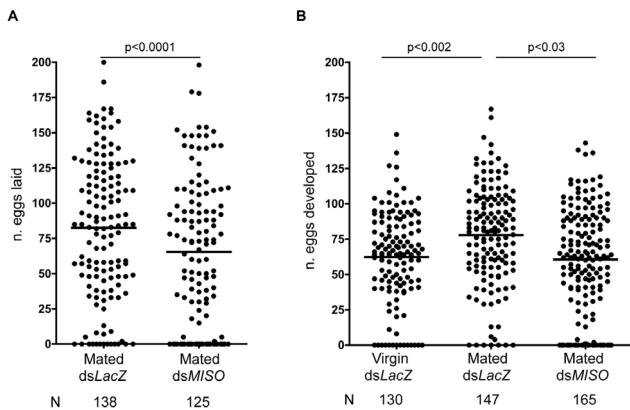 A
p<0.0001
n. eggs laid
200
175
150
125
100
75
50
25
0
Mated
dsLacZ
Mated
dsMISO
N 138 125
B
p<0.002 p<0.03
n. eggs developed
200
175
150
125
100
75
50
25
0
Virgin
dsLacZ
Mated
dsLacZ
Mated
dsMISO
N 130 147 165